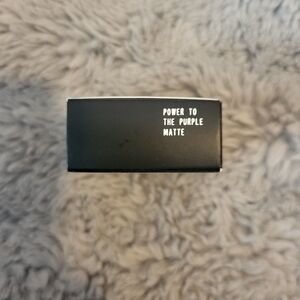 POWER TO
THE PURPLE
MATTE